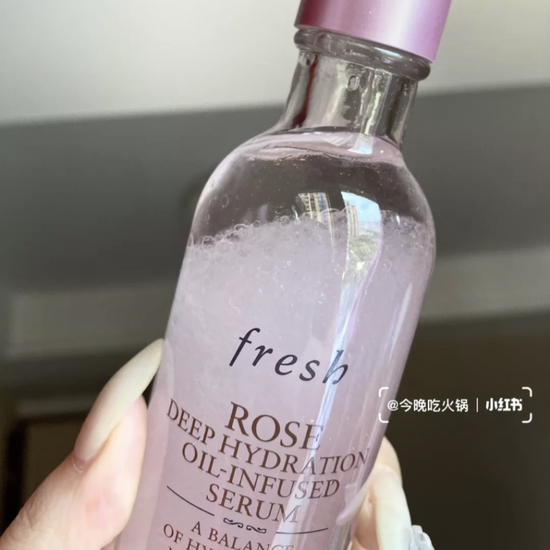 fresh
ROSE
DEEP HYDRATION
OIL-INFUSED
SERUM
A BALANCE
@今晚吃火锅 | 小红书